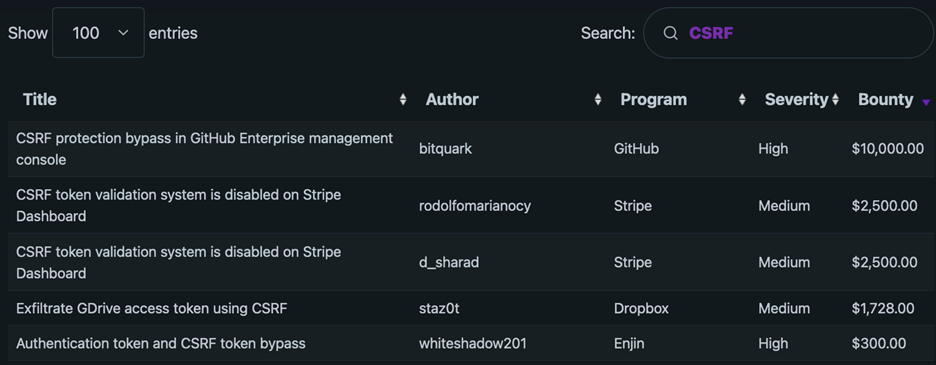 Show 100 entries Search: CSRF
Title Author Program Severity Bounty
CSRF protection bypass in GitHub Enterprise management
console bitquark GitHub High $10,000.00
CSRF token validation system is disabled on Stripe
Dashboard rodolfomarianocy Stripe Medium $2,500.00
CSRF token validation system is disabled on Stripe
Dashboard d_sharad Stripe Medium $2,500.00
Exfiltrate GDrive access token using CSRF staz0t Dropbox Medium $1,728.00
Authentication token and CSRF token bypass whiteshadow201 Enjin High $300.00